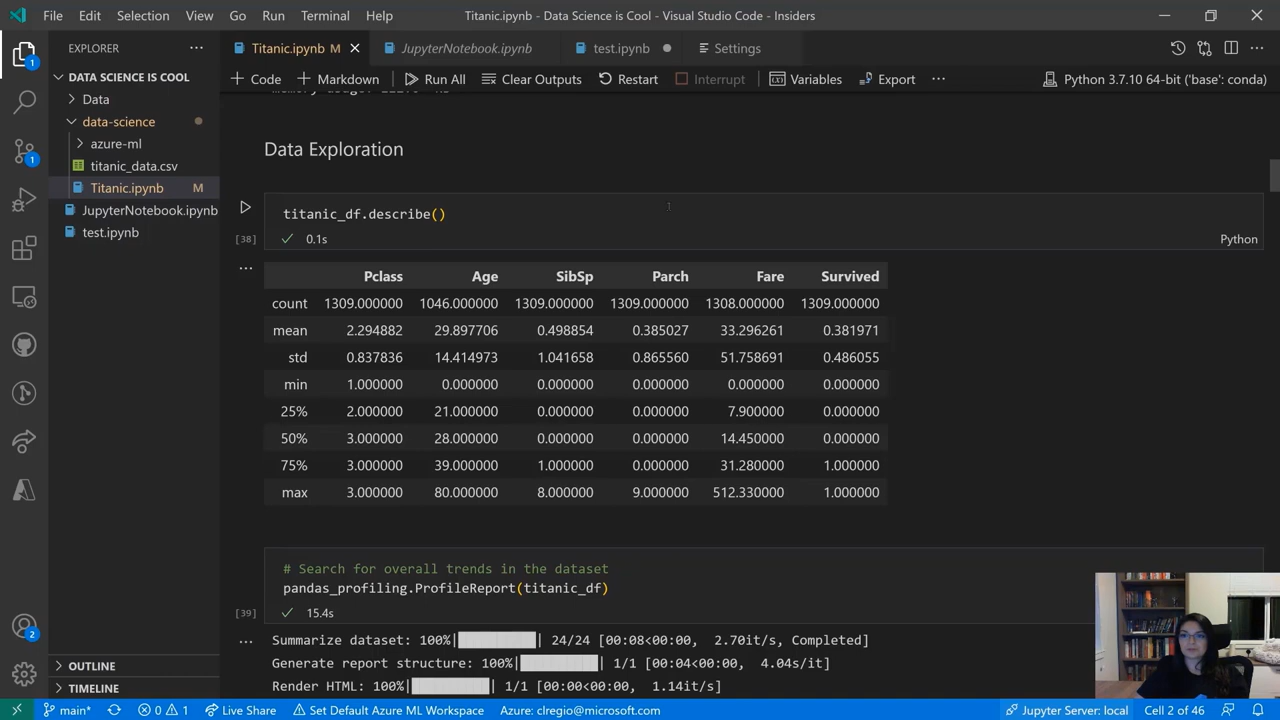 File Edit Selection View Go Run Terminal Help Titanic.ipynb - Data Science is Cool - Visual Studio Code - Insiders
EXPLORER
Titanic.ipynb M JupyterNotebook.ipynb test.ipynb Settings
DATA SCIENCE IS COOL
Data
data-science
azure-ml
titanic_data.csv
Titanic.ipynb M
JupyterNotebook.ipynb
test.ipynb
OUTLINE
TIMELINE
1
1
2
+ Code + Markdown Run All Clear Outputs Restart Interrupt Variables Export ... Python 3.7.10 64-bit ('base': conda)
Data Exploration
titanic_df.describe()
[38] 0.1s Python
Pclass Age SibSp Parch Fare Survived
count 1309.000000 1046.000000 1309.000000 1309.000000 1308.000000 1309.000000
mean 2.294882 29.897706 0.498854 0.385027 33.296261 0.381971
std 0.837836 14.414973 1.041658 0.865560 51.758691 0.486055
min 1.000000 0.000000 0.000000 0.000000 0.000000 0.000000
25% 2.000000 21.000000 0.000000 0.000000 7.900000 0.000000
50% 3.000000 28.000000 0.000000 0.000000 14.450000 0.000000
75% 3.000000 39.000000 1.000000 0.000000 31.280000 1.000000
max 3.000000 80.000000 8.000000 9.000000 512.330000 1.000000
# Search for overall trends in the dataset
pandas_profiling.ProfileReport(titanic_df)
[39] 15.4s
Summarize dataset: 100%|██████████| 24/24 [00:08<00:00, 2.70it/s, Completed]
Generate report structure: 100%|██████████| 1/1 [00:04<00:00, 4.04s/it]
Render HTML: 100%|██████████| 1/1 [00:00<00:00, 1.14it/s]
main* 0 1 Live Share Set Default Azure ML Workspace Azure: clregio@microsoft.com Jupyter Server: local Cell 2 of 46